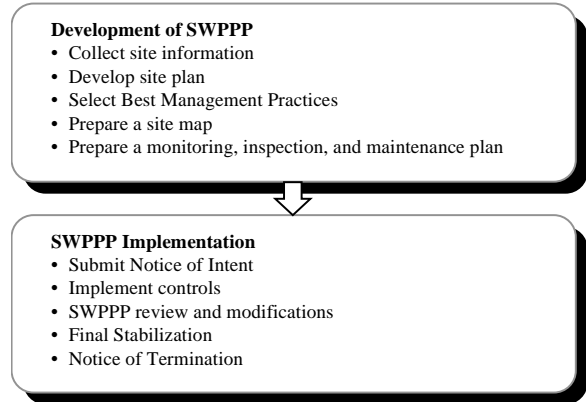 Development of SWPPP
• Collect site information
• Develop site plan
• Select Best Management Practices
• Prepare a site map
• Prepare a monitoring, inspection, and maintenance plan
SWPPP Implementation
• Submit Notice of Intent
• Implement controls
• SWPPP review and modifications
• Final Stabilization
• Notice of Termination